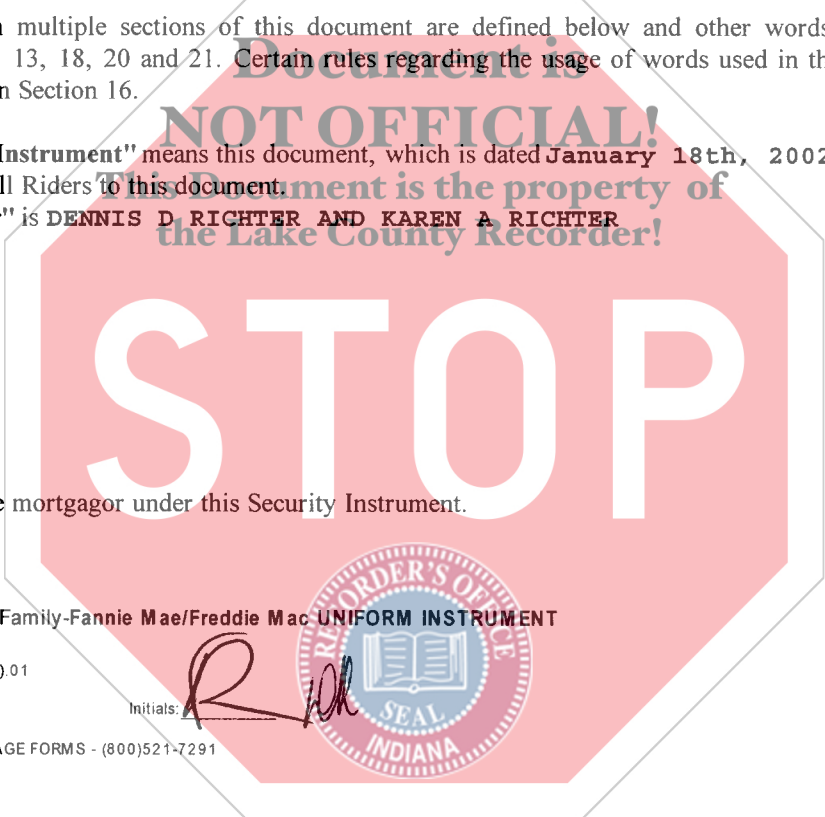 multiple sections of this document are defined below and other words
13, 18, 20 and 21. Certain rules regarding the usage of words used in th
n Section 16.
Document is
NOT OFFICIAL!
Instrument" means this document, which is dated January 18th, 2002
ll Riders to this document.
This Document is the property of
" is DENNIS D RICHTER AND KAREN A RICHTER
the Lake County Recorder!
STOP
e mortgagor under this Security Instrument.
Family-Fannie Mae/Freddie Mac UNIFORM INSTRUMENT
).01
Initials:
AGE FORMS - (800)521-7291
RECORDER'S OFFICE
SEAL
INDIANA